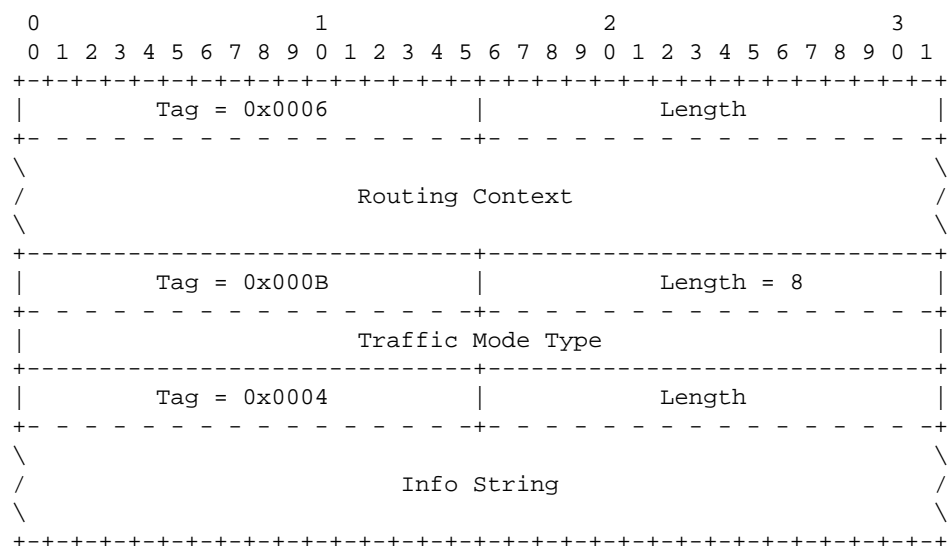 0                   1                   2                   3
 0 1 2 3 4 5 6 7 8 9 0 1 2 3 4 5 6 7 8 9 0 1 2 3 4 5 6 7 8 9 0 1
+-+-+-+-+-+-+-+-+-+-+-+-+-+-+-+-+-+-+-+-+-+-+-+-+-+-+-+-+-+-+-+-+
|         Tag = 0x0006          |            Length             |
+- - - - - - - - - - - - - - - -+- - - - - - - - - - - - - - - -+
\                                                               \
/                       Routing Context                         /
\                                                               \
+-------------------------------+-------------------------------+
|         Tag = 0x000B          |            Length = 8         |
+- - - - - - - - - - - - - - - -+- - - - - - - - - - - - - - - -+
|                       Traffic Mode Type                       |
+-------------------------------+-------------------------------+
|         Tag = 0x0004          |            Length             |
+- - - - - - - - - - - - - - - -+- - - - - - - - - - - - - - - -+
\                                                               \
/                          Info String                          /
\                                                               \
+-+-+-+-+-+-+-+-+-+-+-+-+-+-+-+-+-+-+-+-+-+-+-+-+-+-+-+-+-+-+-+-+